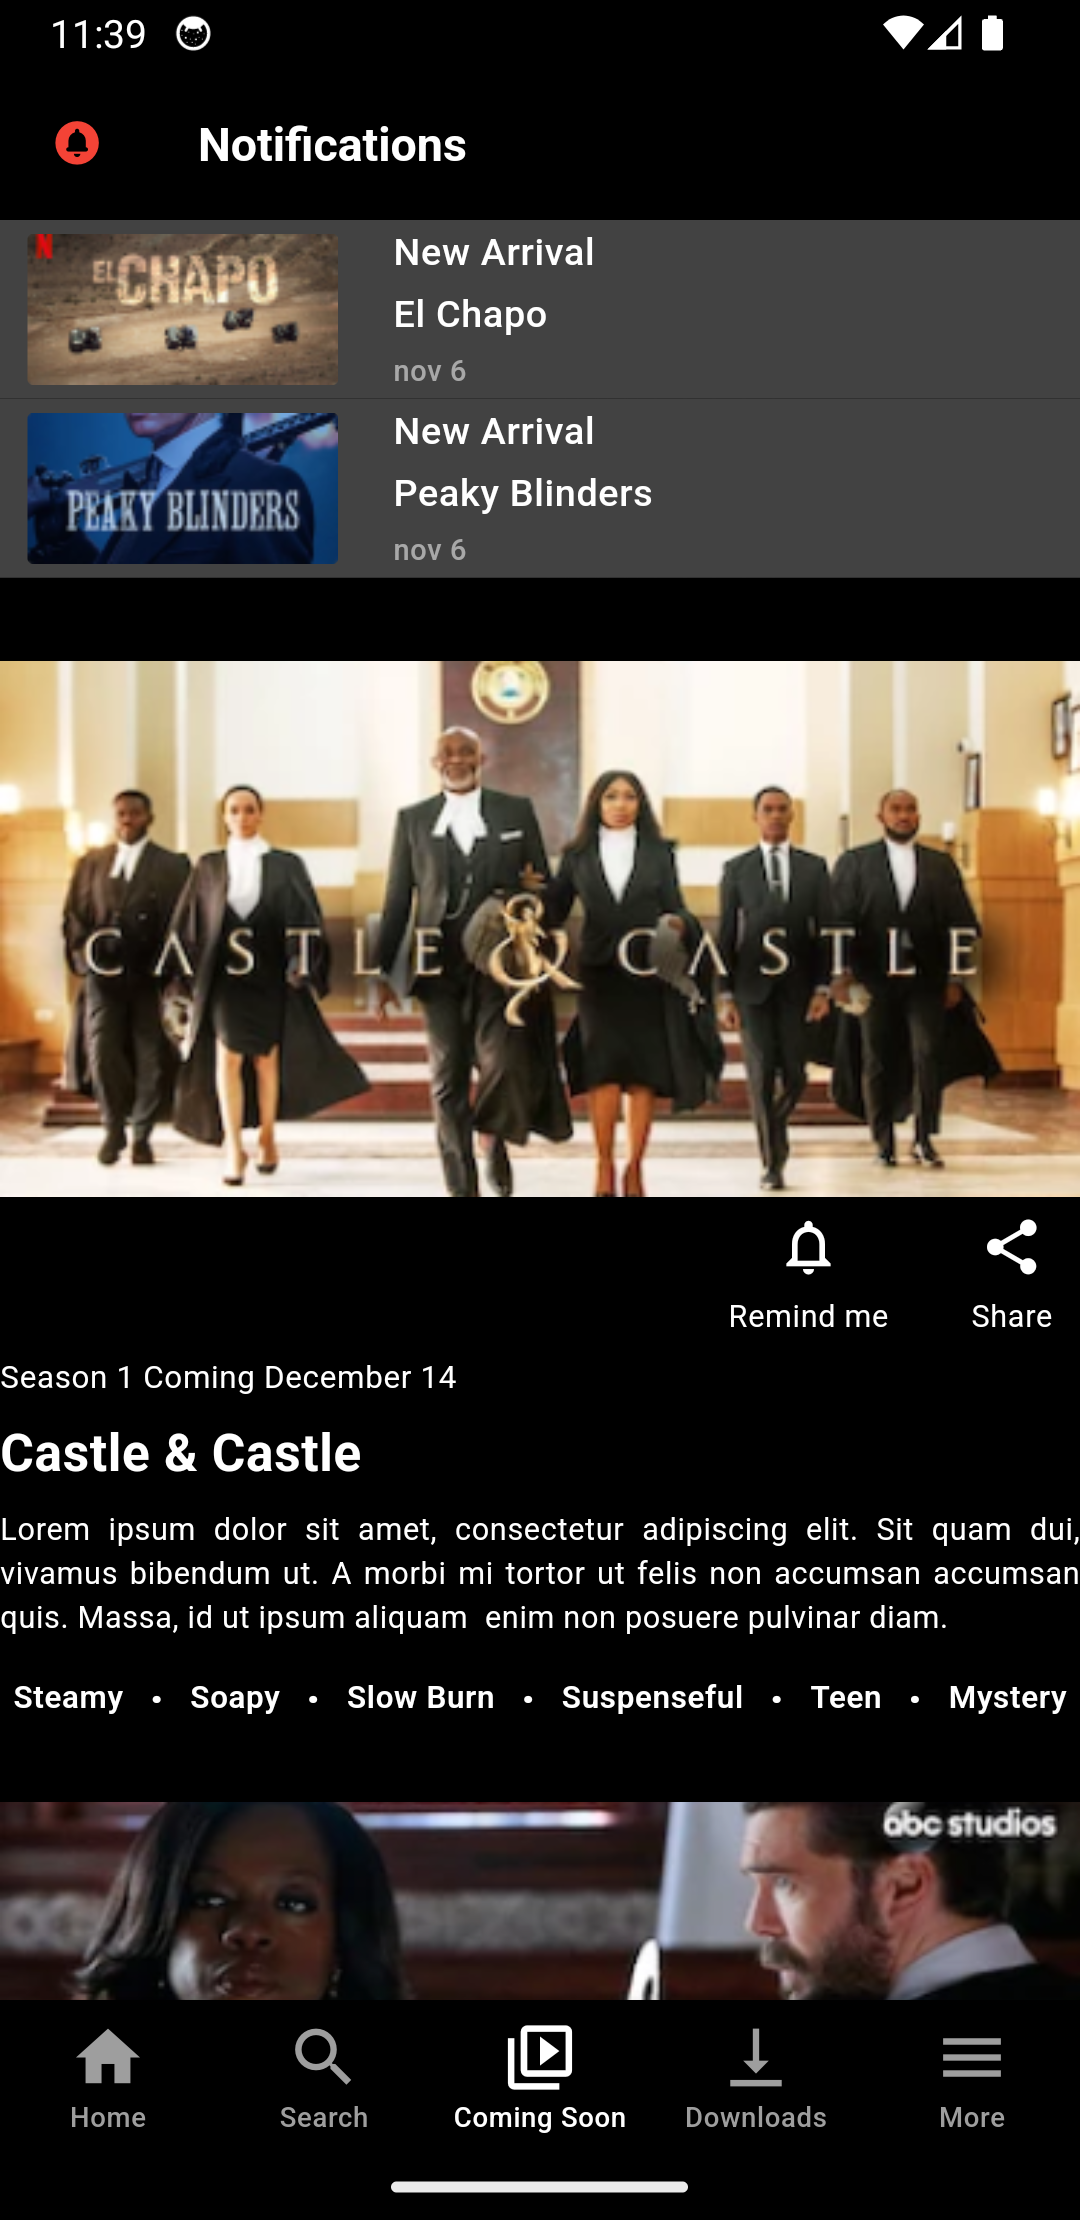 11:39
Notifications
N
EL CHAPO
New Arrival
El Chapo
nov 6
PEAKY BLINDERS
New Arrival
Peaky Blinders
nov 6
CASTLE & CASTLE
Remind me
Share
Season 1 Coming December 14
Castle & Castle
Lorem ipsum dolor sit amet, consectetur adipiscing elit. Sit quam dui,
vivamus bibendum ut. A morbi mi tortor ut felis non accumsan accumsan
quis. Massa, id ut ipsum aliquam  enim non posuere pulvinar diam.
Steamy • Soapy • Slow Burn • Suspenseful • Teen • Mystery
abc studios
Home
Search
Coming Soon
Downloads
More